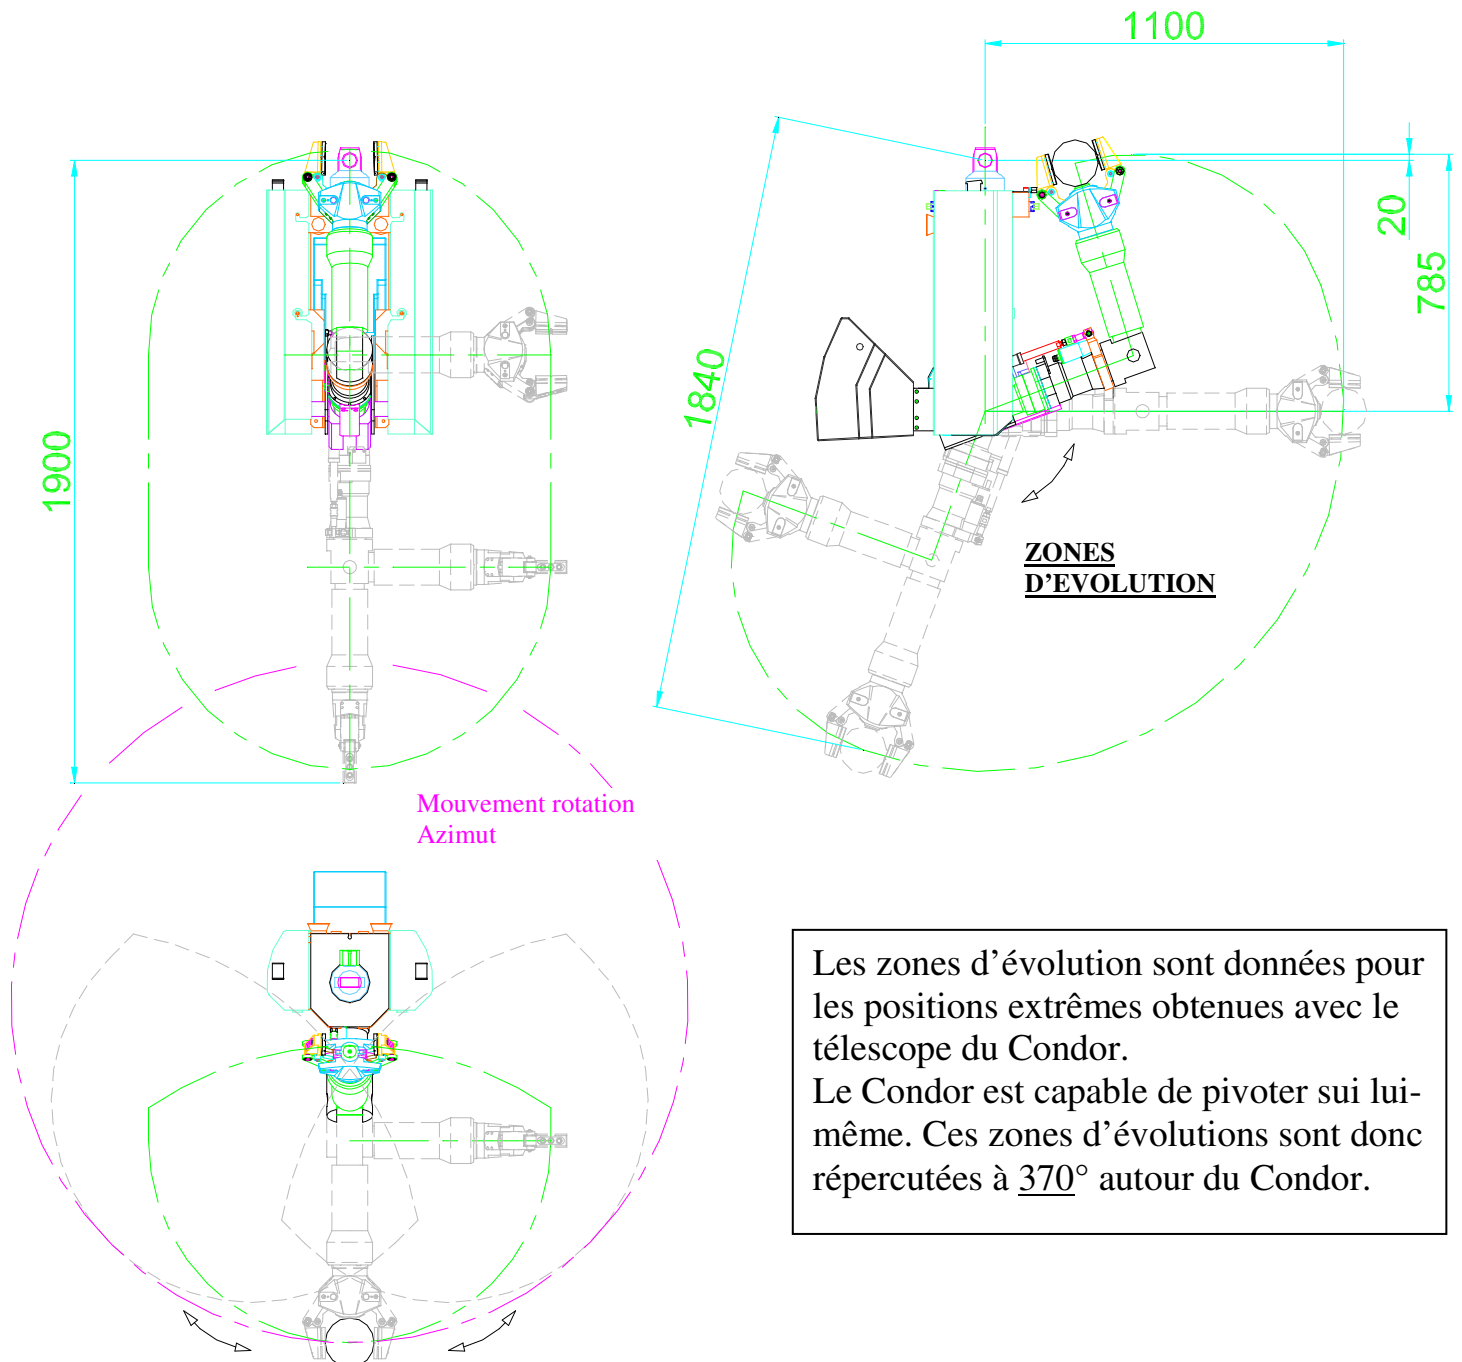 1100
20
785
1840
1900
ZONES
D'EVOLUTION
Mouvement rotation
Azimut
Les zones d’évolution sont données pour
les positions extrêmes obtenues avec le
télescope du Condor.
Le Condor est capable de pivoter sui lui-
même. Ces zones d’évolutions sont donc
répercutées à 370° autour du Condor.